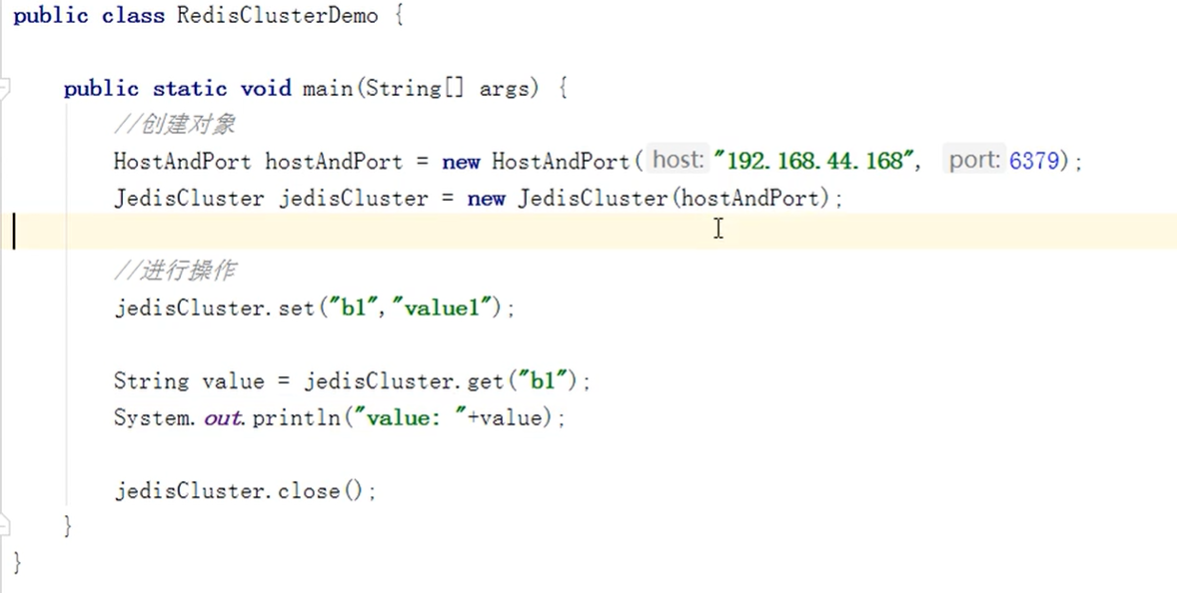 public class RedisClusterDemo {
public static void main(String[] args) {
//创建对象
HostAndPort hostAndPort = new HostAndPort( host: "192.168.44.168", port: 6379);
JedisCluster jedisCluster = new JedisCluster(hostAndPort);
//进行操作
jedisCluster.set("b1","value1");
String value = jedisCluster.get("b1");
System.out.println("value: "+value);
jedisCluster.close();
}
}